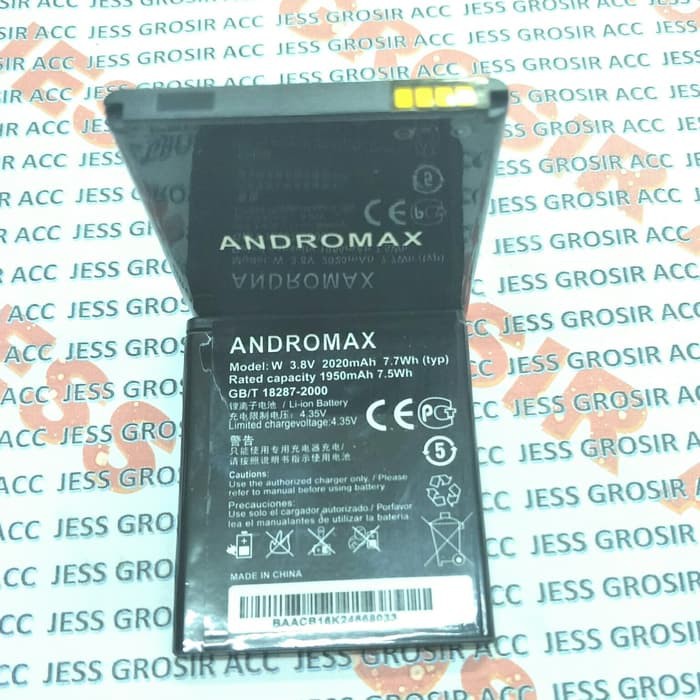 JESS GROSIR ACC
ANDROMAX
ANDROMAX
Model: W 3.8V 2020mAh 7.7Wh (typ)
Rated capacity 1950mAh 7.5Wh
GB/T 18287-2000
锂离子电池 / Li-ion Battery
充电限制电压: 4.35V
Limited chargevoltage:4.35V
CE PG
警告
只能使用专用充电器充电/
请按照说明书指示使用电池
5
Cautions:
Use the authorized charger only. / Please
refer to manual before using battery
Precauciones:
Use solo el cargador autorizado./ Porfavor
lea el manualantes de utilizar la bateria
MADE IN CHINA
BAACB16K24868033